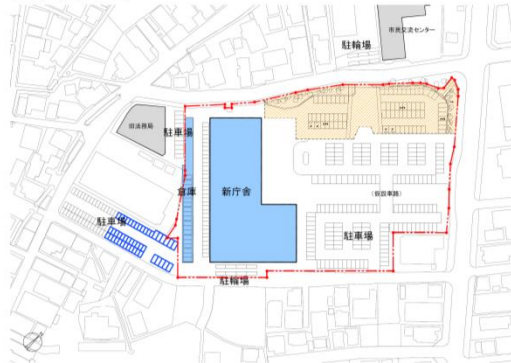 市民交流センター
駐輪場
旧法務局
駐車場
倉庫
新庁舎
(仮設車路)
駐車場
駐車場
駐輪場